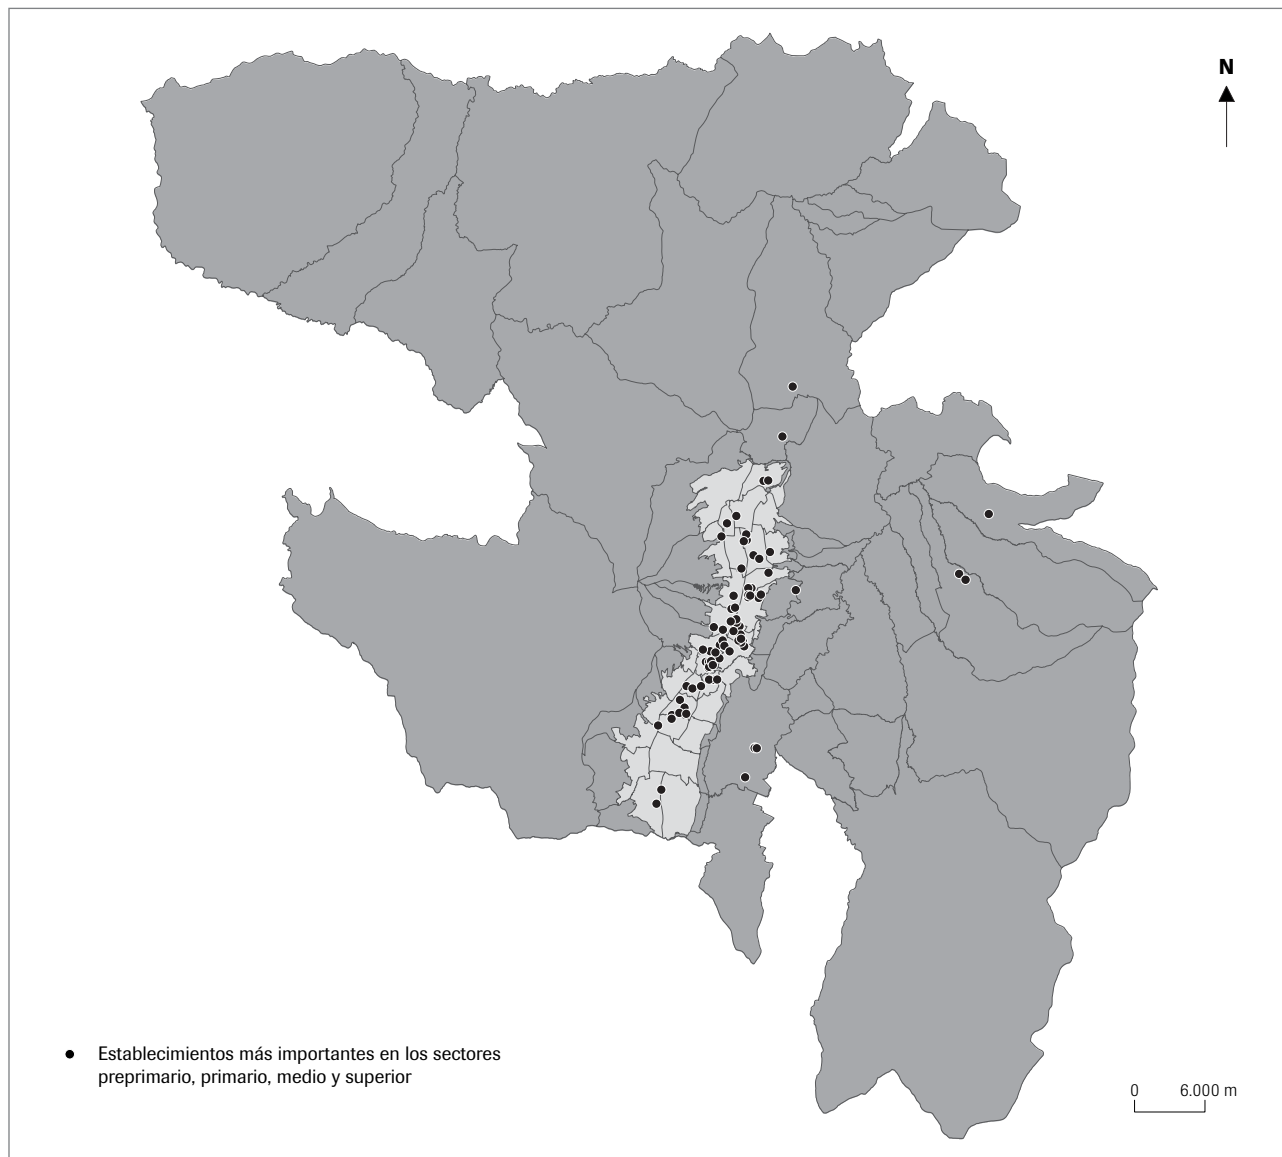 N
Establecimientos más importantes en los sectores
preprimario, primario, medio y superior
0 6.000 m